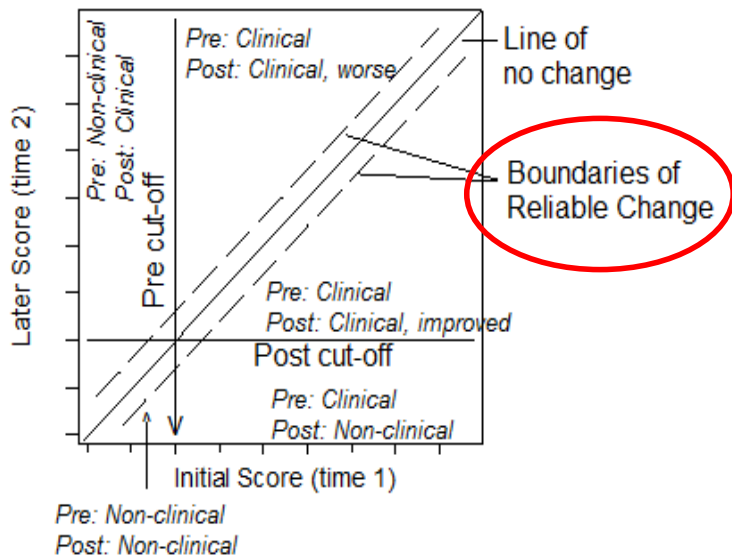 Pre: Clinical
Post: Clinical, worse
Line of
no change
Pre: Non-clinical
Post: Clinical
Boundaries of
Reliable Change
Later Score (time 2)
Pre cut-off
Pre: Clinical
Post: Clinical, improved
Post cut-off
Pre: Clinical
Post: Non-clinical
Initial Score (time 1)
Pre: Non-clinical
Post: Non-clinical